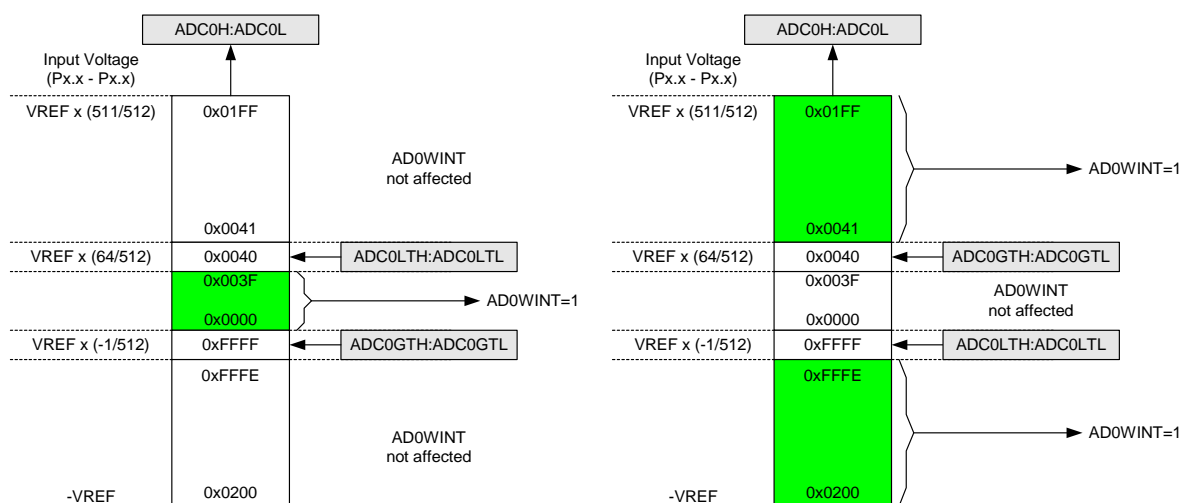 ADC0H:ADC0L
Input Voltage
(Px.x - Px.x)
VREF x (511/512)
0x01FF
AD0WINT
not affected
0x0041
VREF x (64/512)
0x0040
ADC0LTH:ADC0LTL
0x003F
AD0WINT=1
0x0000
VREF x (-1/512)
0xFFFF
ADC0GTH:ADC0GTL
0xFFFE
AD0WINT
not affected
-VREF
0x0200
ADC0H:ADC0L
Input Voltage
(Px.x - Px.x)
VREF x (511/512)
0x01FF
AD0WINT=1
0x0041
VREF x (64/512)
0x0040
ADC0GTH:ADC0GTL
0x003F
AD0WINT
not affected
0x0000
VREF x (-1/512)
0xFFFF
ADC0LTH:ADC0LTL
0xFFFE
AD0WINT=1
-VREF
0x0200